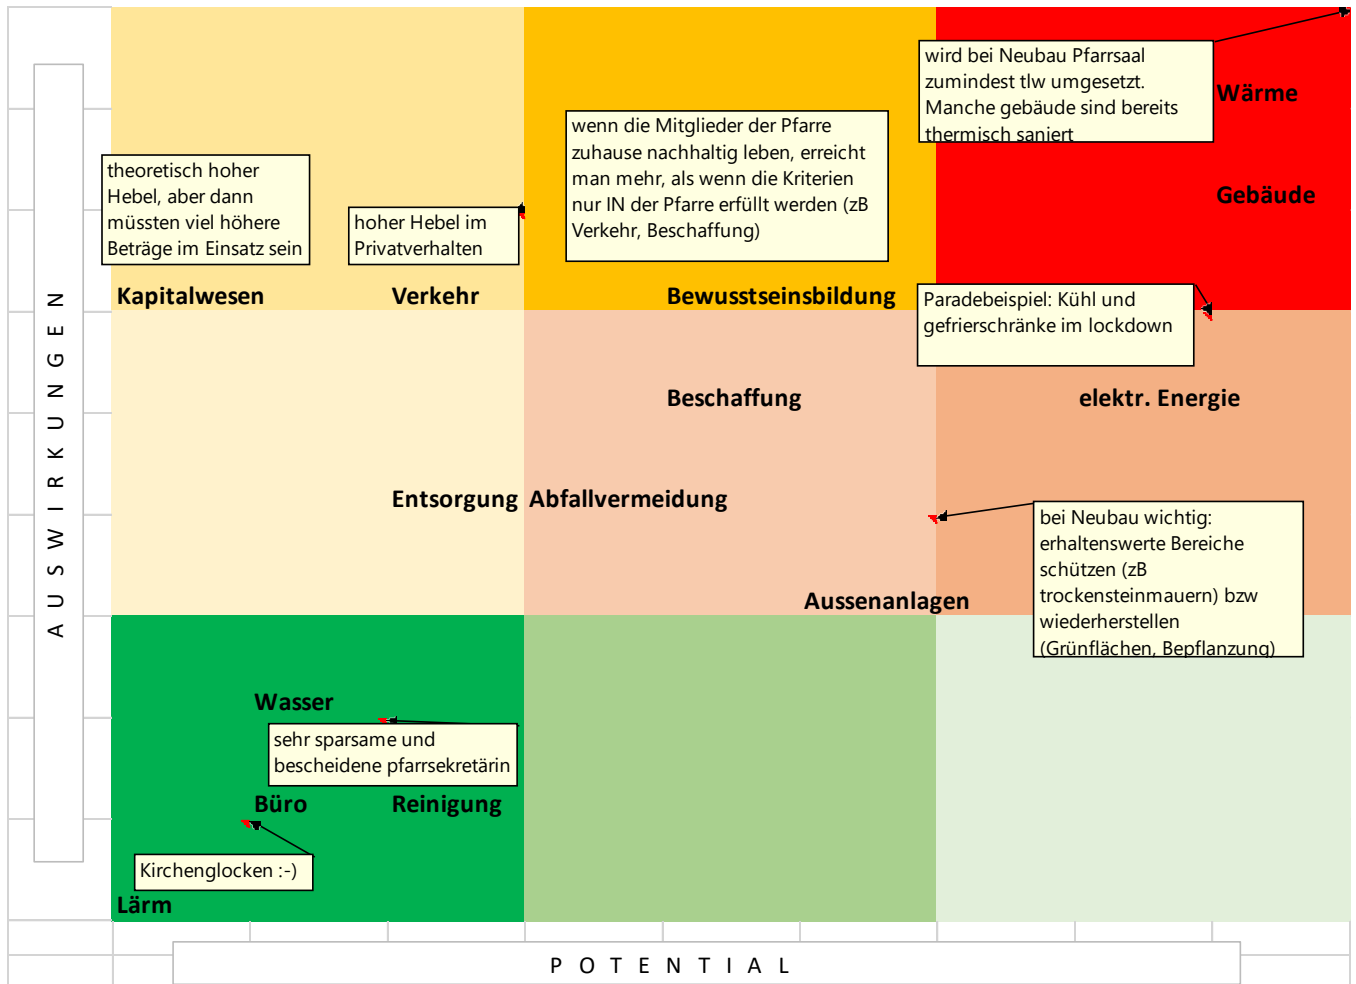 wird bei Neubau Pfarrsaal
zumindest tlw umgesetzt.
Manche gebäude sind bereits
thermisch saniert
Wärme
wenn die Mitglieder der Pfarre
zuhause nachhaltig leben, erreicht
man mehr, als wenn die Kriterien
nur IN der Pfarre erfüllt werden (zB
Verkehr, Beschaffung)
theoretisch hoher
Hebel, aber dann
müssten viel höhere
Beträge im Einsatz sein
hoher Hebel im
Privatverhalten
Gebäude
Kapitalwesen
Verkehr
Bewusstseinsbildung
Paradebeispiel: Kühl und
gefrierschränke im lockdown
Beschaffung
elektr. Energie
Entsorgung
Abfallvermeidung
bei Neubau wichtig:
erhaltenswerte Bereiche
schützen (zB
trockensteinmauern) bzw
wiederherstellen
(Grünflächen, Bepflanzung)
Aussenanlagen
AUSWIRKUNGEN
Wasser
sehr sparsame und
bescheidene pfarrsekretärin
Büro
Reinigung
Kirchenglocken :-)
Lärm
POTENTIAL